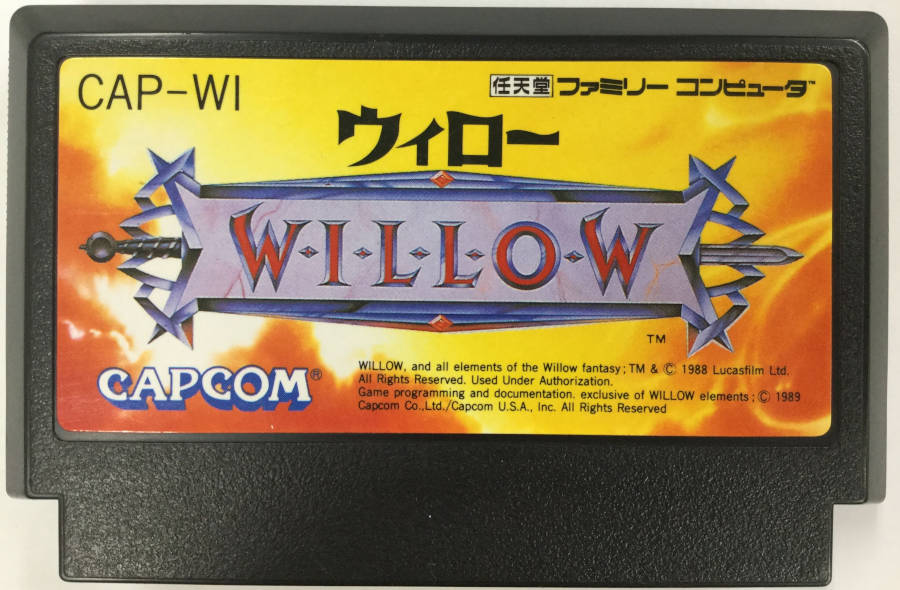 CAP-WI
任天堂 ファミリー コンピュータ™
ウィロー
W·I·L·L·O·W
TM
CAPCOM®
WILLOW, and all elements of the Willow fantasy; TM & © 1988 Lucasfilm Ltd.
All Rights Reserved. Used Under Authorization.
Game programming and documentation. exclusive of WILLOW elements; © 1989
Capcom Co.,Ltd./Capcom U.S.A., Inc. All Rights Reserved